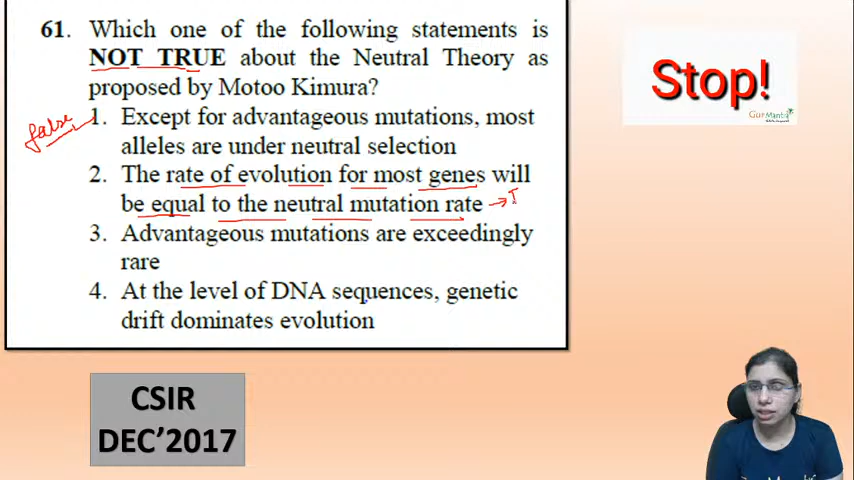 61. Which one of the following statements is
NOT TRUE about the Neutral Theory as
proposed by Motoo Kimura?
false
1. Except for advantageous mutations, most
alleles are under neutral selection
2. The rate of evolution for most genes will
be equal to the neutral mutation rate → T
3. Advantageous mutations are exceedingly
rare
4. At the level of DNA sequences, genetic
drift dominates evolution
Stop!
CSIR
DEC'2017